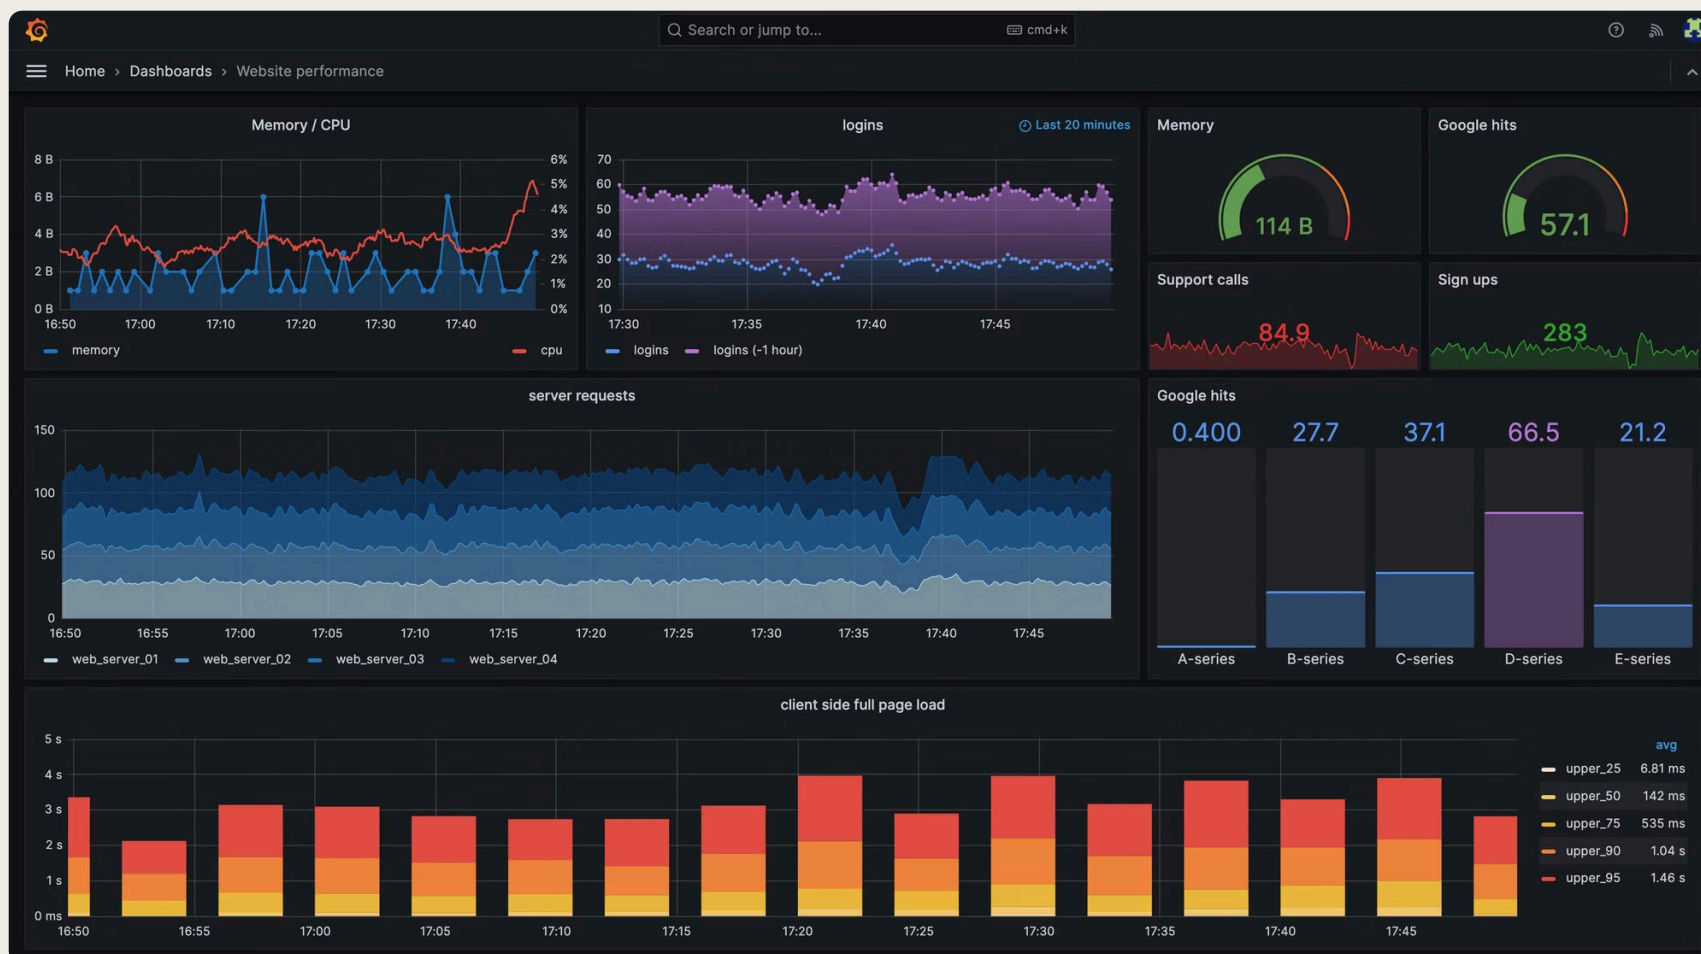 Search or jump to... cmd+k
Home › Dashboards › Website performance
Memory / CPU
8 B
6 B
4 B
2 B
0 B
6%
5%
4%
3%
2%
1%
0%
16:50 17:00 17:10 17:20 17:30 17:40
memory cpu
logins Last 20 minutes
70
60
50
40
30
20
10
17:30 17:35 17:40 17:45
logins logins (-1 hour)
Memory
114 B
Google hits
57.1
Support calls
84.9
Sign ups
283
server requests
150
100
50
0
16:50 16:55 17:00 17:05 17:10 17:15 17:20 17:25 17:30 17:35 17:40 17:45
web_server_01 web_server_02 web_server_03 web_server_04
Google hits
0.400 27.7 37.1 66.5 21.2
A-series B-series C-series D-series E-series
client side full page load
5 s
4 s
3 s
2 s
1 s
0 ms
16:50 16:55 17:00 17:05 17:10 17:15 17:20 17:25 17:30 17:35 17:40 17:45
avg
upper_25 6.81 ms
upper_50 142 ms
upper_75 535 ms
upper_90 1.04 s
upper_95 1.46 s